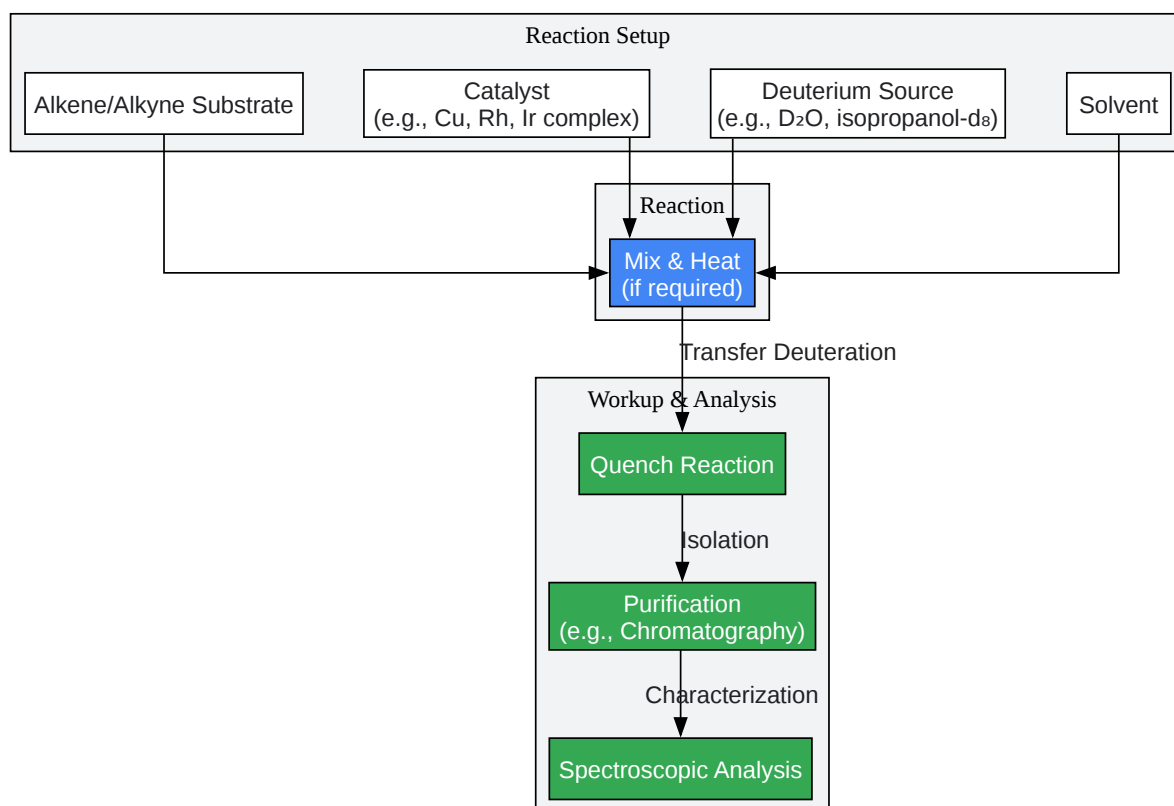 Reaction Setup
Alkene/Alkyne Substrate
Catalyst
(e.g., Cu, Rh, Ir complex)
Deuterium Source
(e.g., D₂O, isopropanol-d₈)
Solvent
Reaction
Mix & Heat
(if required)
Transfer Deuteration
Workup & Analysis
Quench Reaction
Isolation
Purification
(e.g., Chromatography)
Characterization
Spectroscopic Analysis